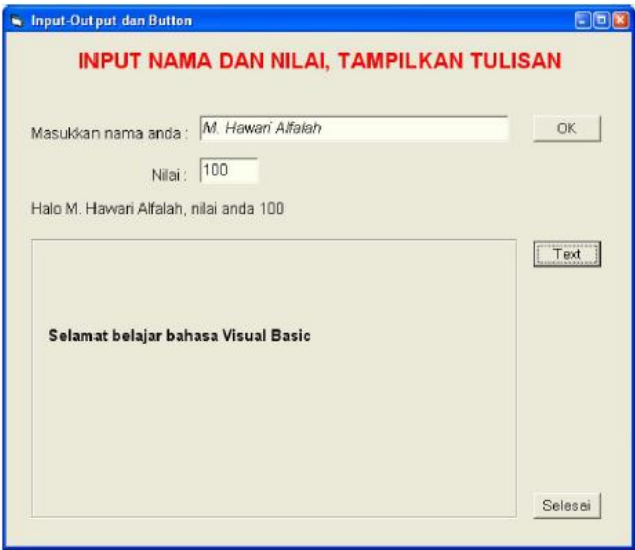 Input-Output dan Button
INPUT NAMA DAN NILAI, TAMPILKAN TULISAN
Masukkan nama anda : M. Hawari Alfalah OK
Nilai : 100
Halo M. Hawari Alfalah, nilai anda 100
Text
Selamat belajar bahasa Visual Basic
Selesai